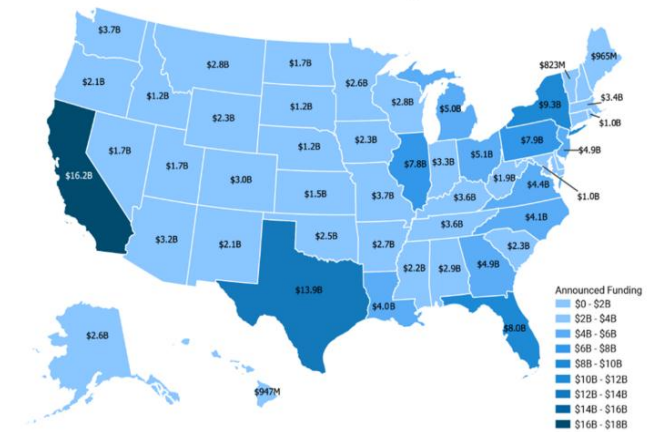 $3.7B
$2.1B
$1.2B
$2.8B
$1.7B
$2.6B
$823M
$965M
$2.3B
$1.2B
$2.8B
$5.0B
$9.3B
$3.4B
$1.0B
$16.2B
$1.7B
$1.7B
$1.2B
$2.3B
$7.8B
$3.3B
$5.1B
$7.9B
$4.9B
$3.0B
$1.5B
$3.7B
$3.6B
$1.9B
$4.4B
$1.0B
$3.2B
$2.1B
$2.5B
$2.7B
$3.6B
$4.1B
$2.3B
$2.2B
$2.9B
$4.9B
$13.9B
$4.0B
$8.0B
$2.6B
$947M
Announced Funding
$0 - $2B
$2B - $4B
$4B - $6B
$6B - $8B
$8B - $10B
$10B - $12B
$12B - $14B
$14B - $16B
$16B - $18B